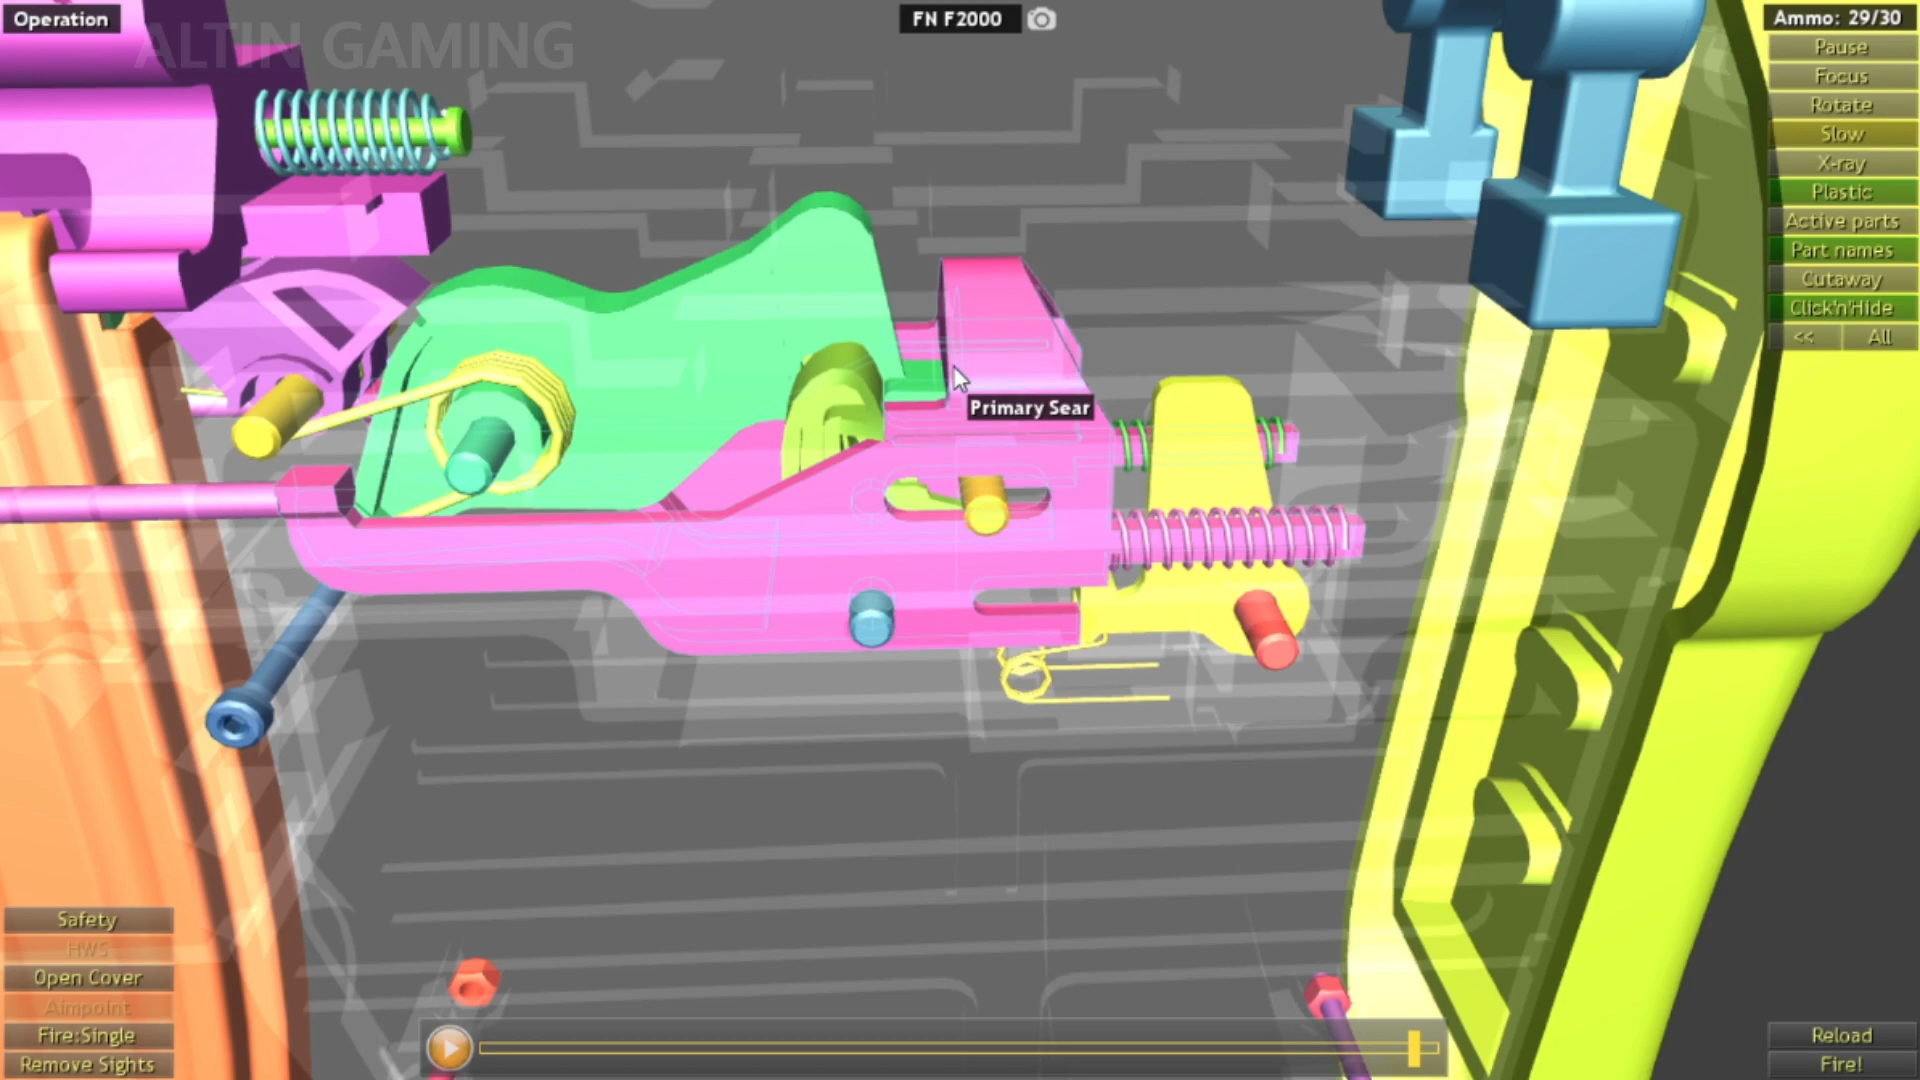 Operation
ALTIN GAMING
FN F2000
Ammo: 29/30
Pause
Focus
Rotate
Slow
X-ray
Plastic
Active parts
Part names
Cutaway
Click'n'Hide
<< All
Primary Sear
Safety
HWS
Open Cover
Aimpoint
Fire:Single
Remove Sights
Reload
Fire!